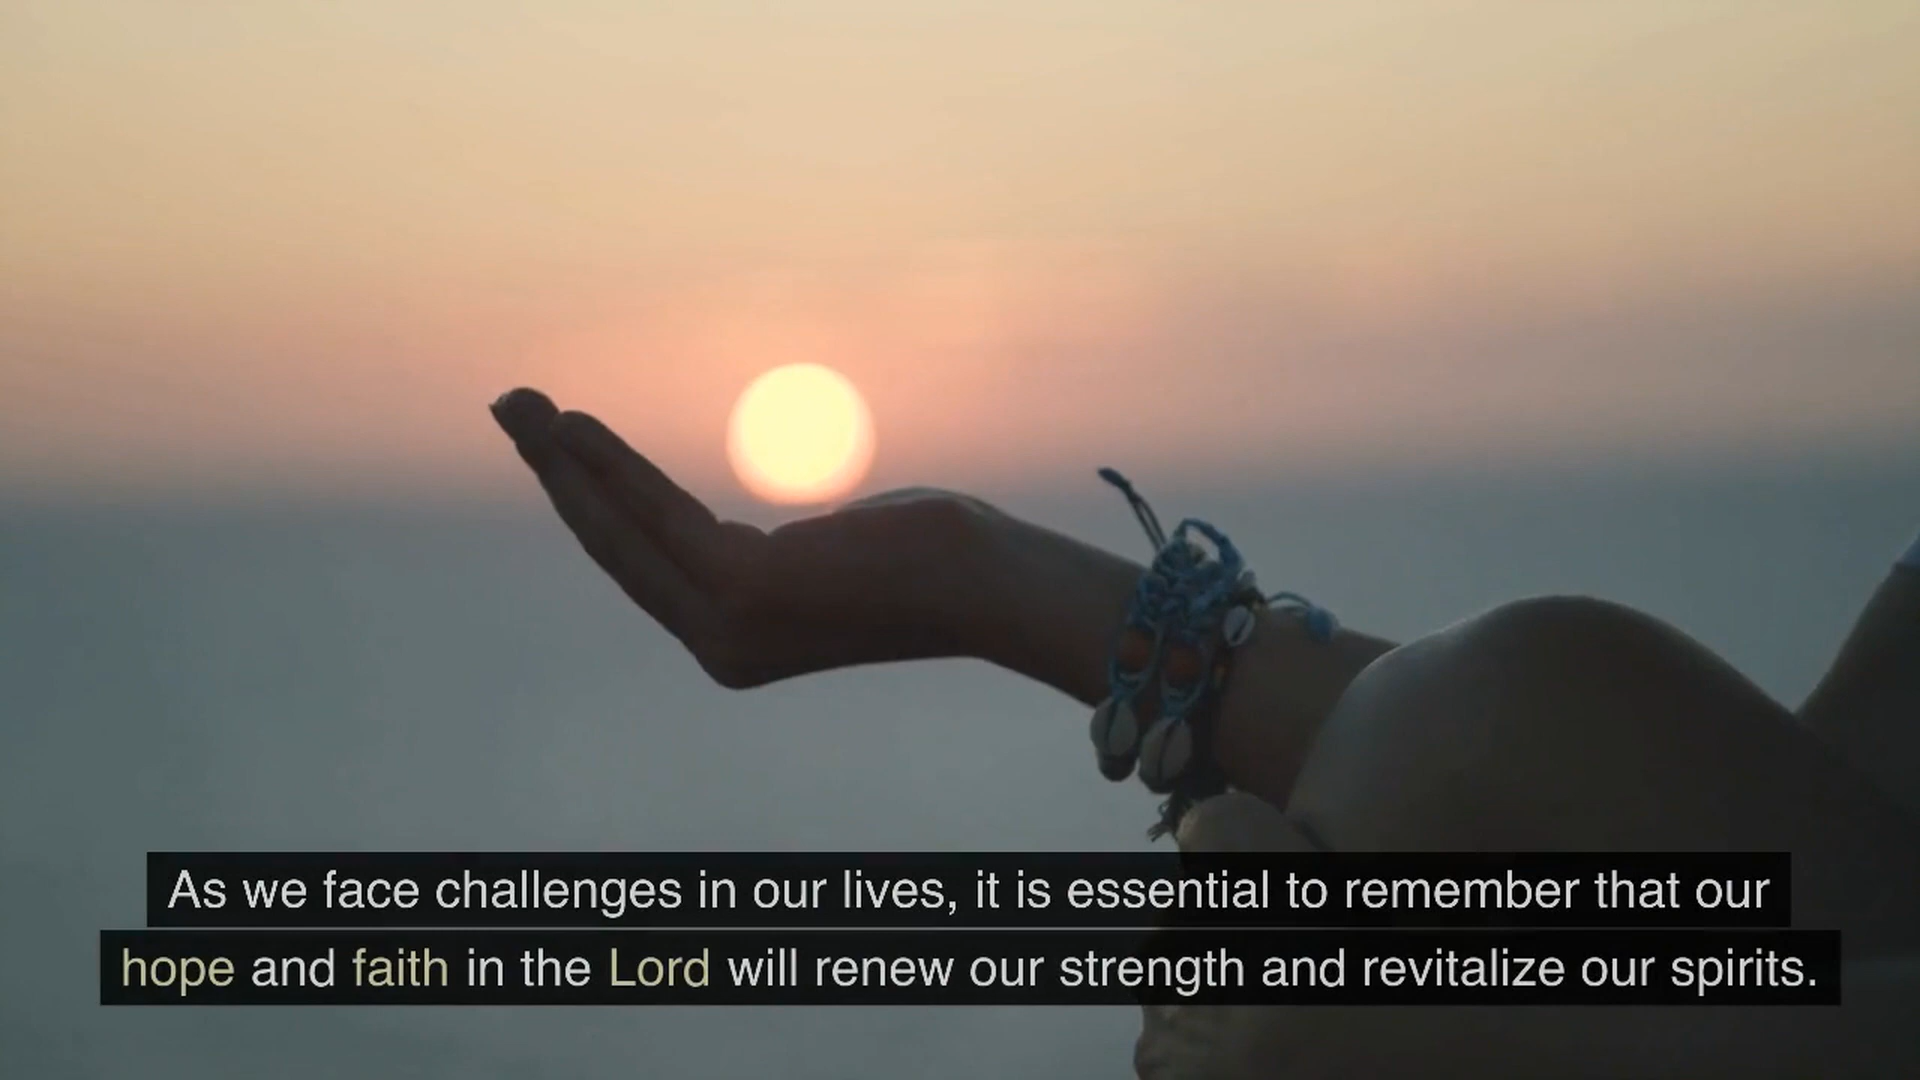 As we face challenges in our lives, it is essential to remember that our
hope and faith in the Lord will renew our strength and revitalize our spirits.